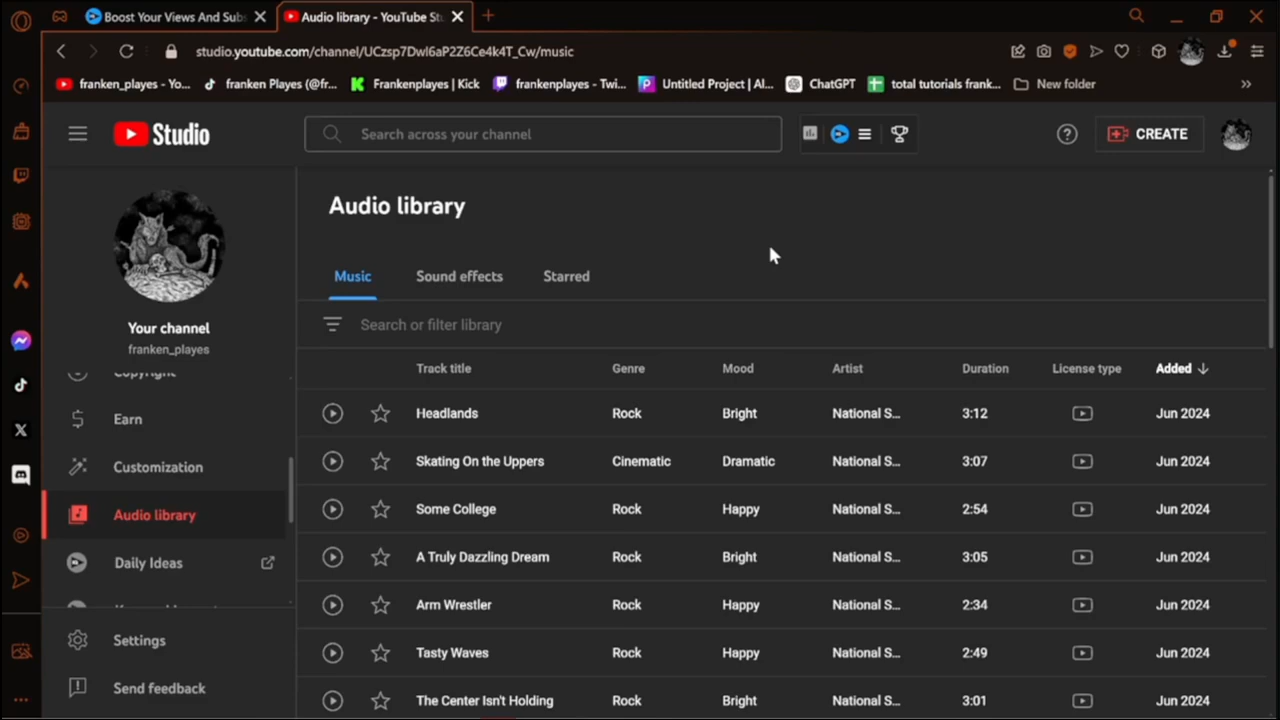 Boost Your Views And Subs
Audio library - YouTube Stu
studio.youtube.com/channel/UCzsp7Dwl6aP2Z6Ce4k4T_Cw/music
franken_playes - Yo...
franken Playes (@fr...
Frankenplayes | Kick
frankenplayes - Twi...
Untitled Project | Al...
ChatGPT
total tutorials frank...
New folder
Studio
Search across your channel
CREATE
Your channel
franken_playes
Copyright
Earn
Customization
Audio library
Daily Ideas
Settings
Send feedback
Audio library
Music Sound effects Starred
Search or filter library
Track title Genre Mood Artist Duration License type Added
Headlands Rock Bright National S... 3:12 Jun 2024
Skating On the Uppers Cinematic Dramatic National S... 3:07 Jun 2024
Some College Rock Happy National S... 2:54 Jun 2024
A Truly Dazzling Dream Rock Bright National S... 3:05 Jun 2024
Arm Wrestler Rock Happy National S... 2:34 Jun 2024
Tasty Waves Rock Happy National S... 2:49 Jun 2024
The Center Isn't Holding Rock Bright National S... 3:01 Jun 2024